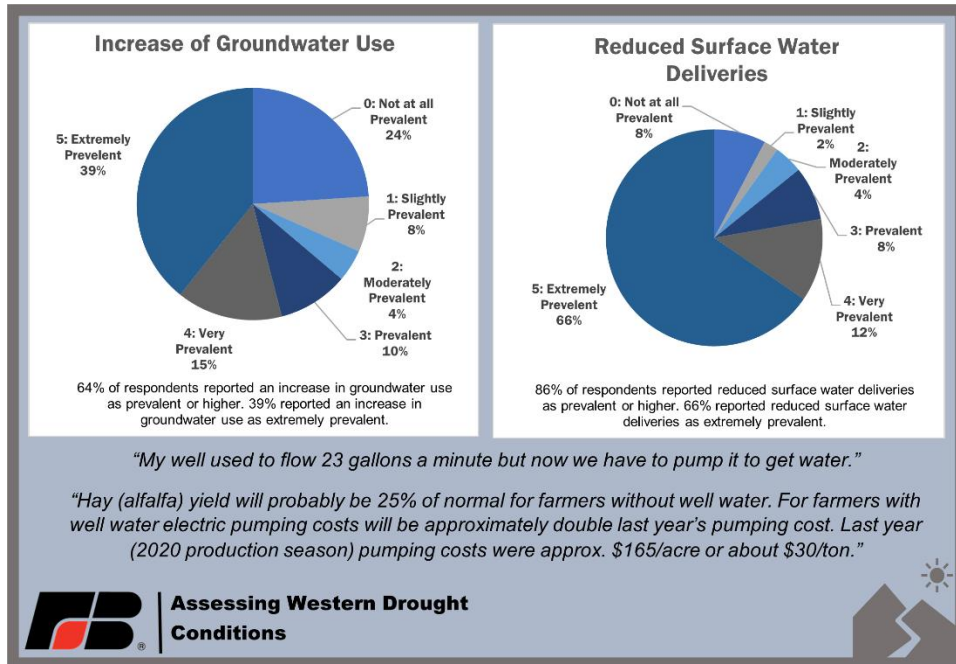 Increase of Groundwater Use
0: Not at all
Prevalent
24%
1: Slightly
Prevalent
8%
2:
Moderately
Prevalent
4%
3: Prevalent
10%
4: Very
Prevalent
15%
5: Extremely
Prevelent
39%
64% of respondents reported an increase in groundwater use
as prevalent or higher. 39% reported an increase in
groundwater use as extremely prevalent.
Reduced Surface Water
Deliveries
0: Not at all
Prevalent
8%
1: Slightly
Prevalent
2%
2:
Moderately
Prevalent
4%
3: Prevalent
8%
4: Very
Prevalent
12%
5: Extremely
Prevelent
66%
86% of respondents reported reduced surface water deliveries
as prevalent or higher. 66% reported reduced surface water
deliveries as extremely prevalent.
“My well used to flow 23 gallons a minute but now we have to pump it to get water.”
“Hay (alfalfa) yield will probably be 25% of normal for farmers without well water. For farmers with
well water electric pumping costs will be approximately double last year’s pumping cost. Last year
(2020 production season) pumping costs were approx. $165/acre or about $30/ton.”
FB®
Assessing Western Drought
Conditions